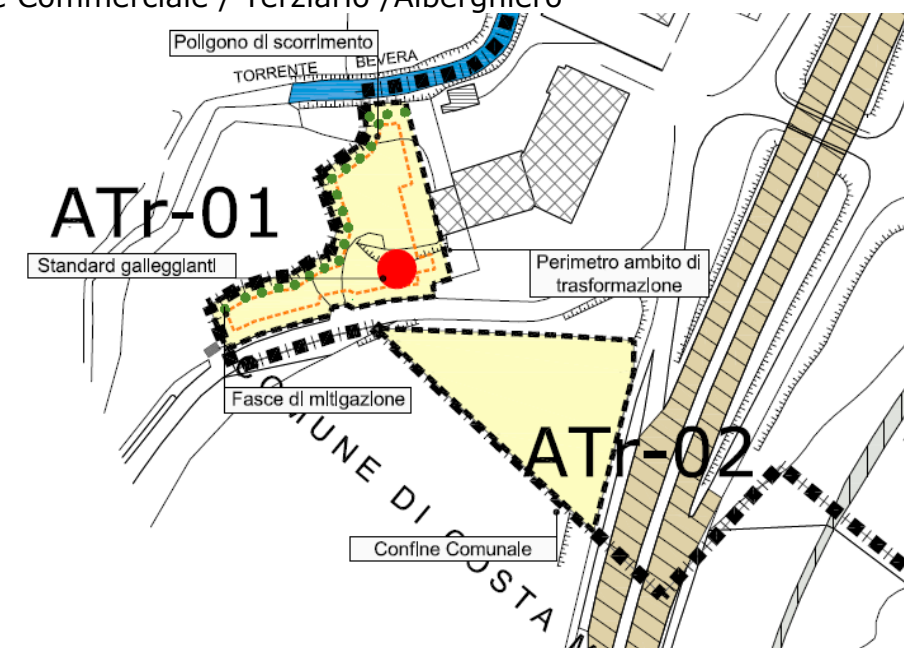 e Commerciale / Terziario /Alberghiero
Poligono di scorrimento
TORRENTE BEVERA
ATr-01
Standard galleggianti
Perimetro ambito di
trasformazione
Fasce di mitigazione
ATr-02
Confine Comunale
COMUNE DI COSTA M